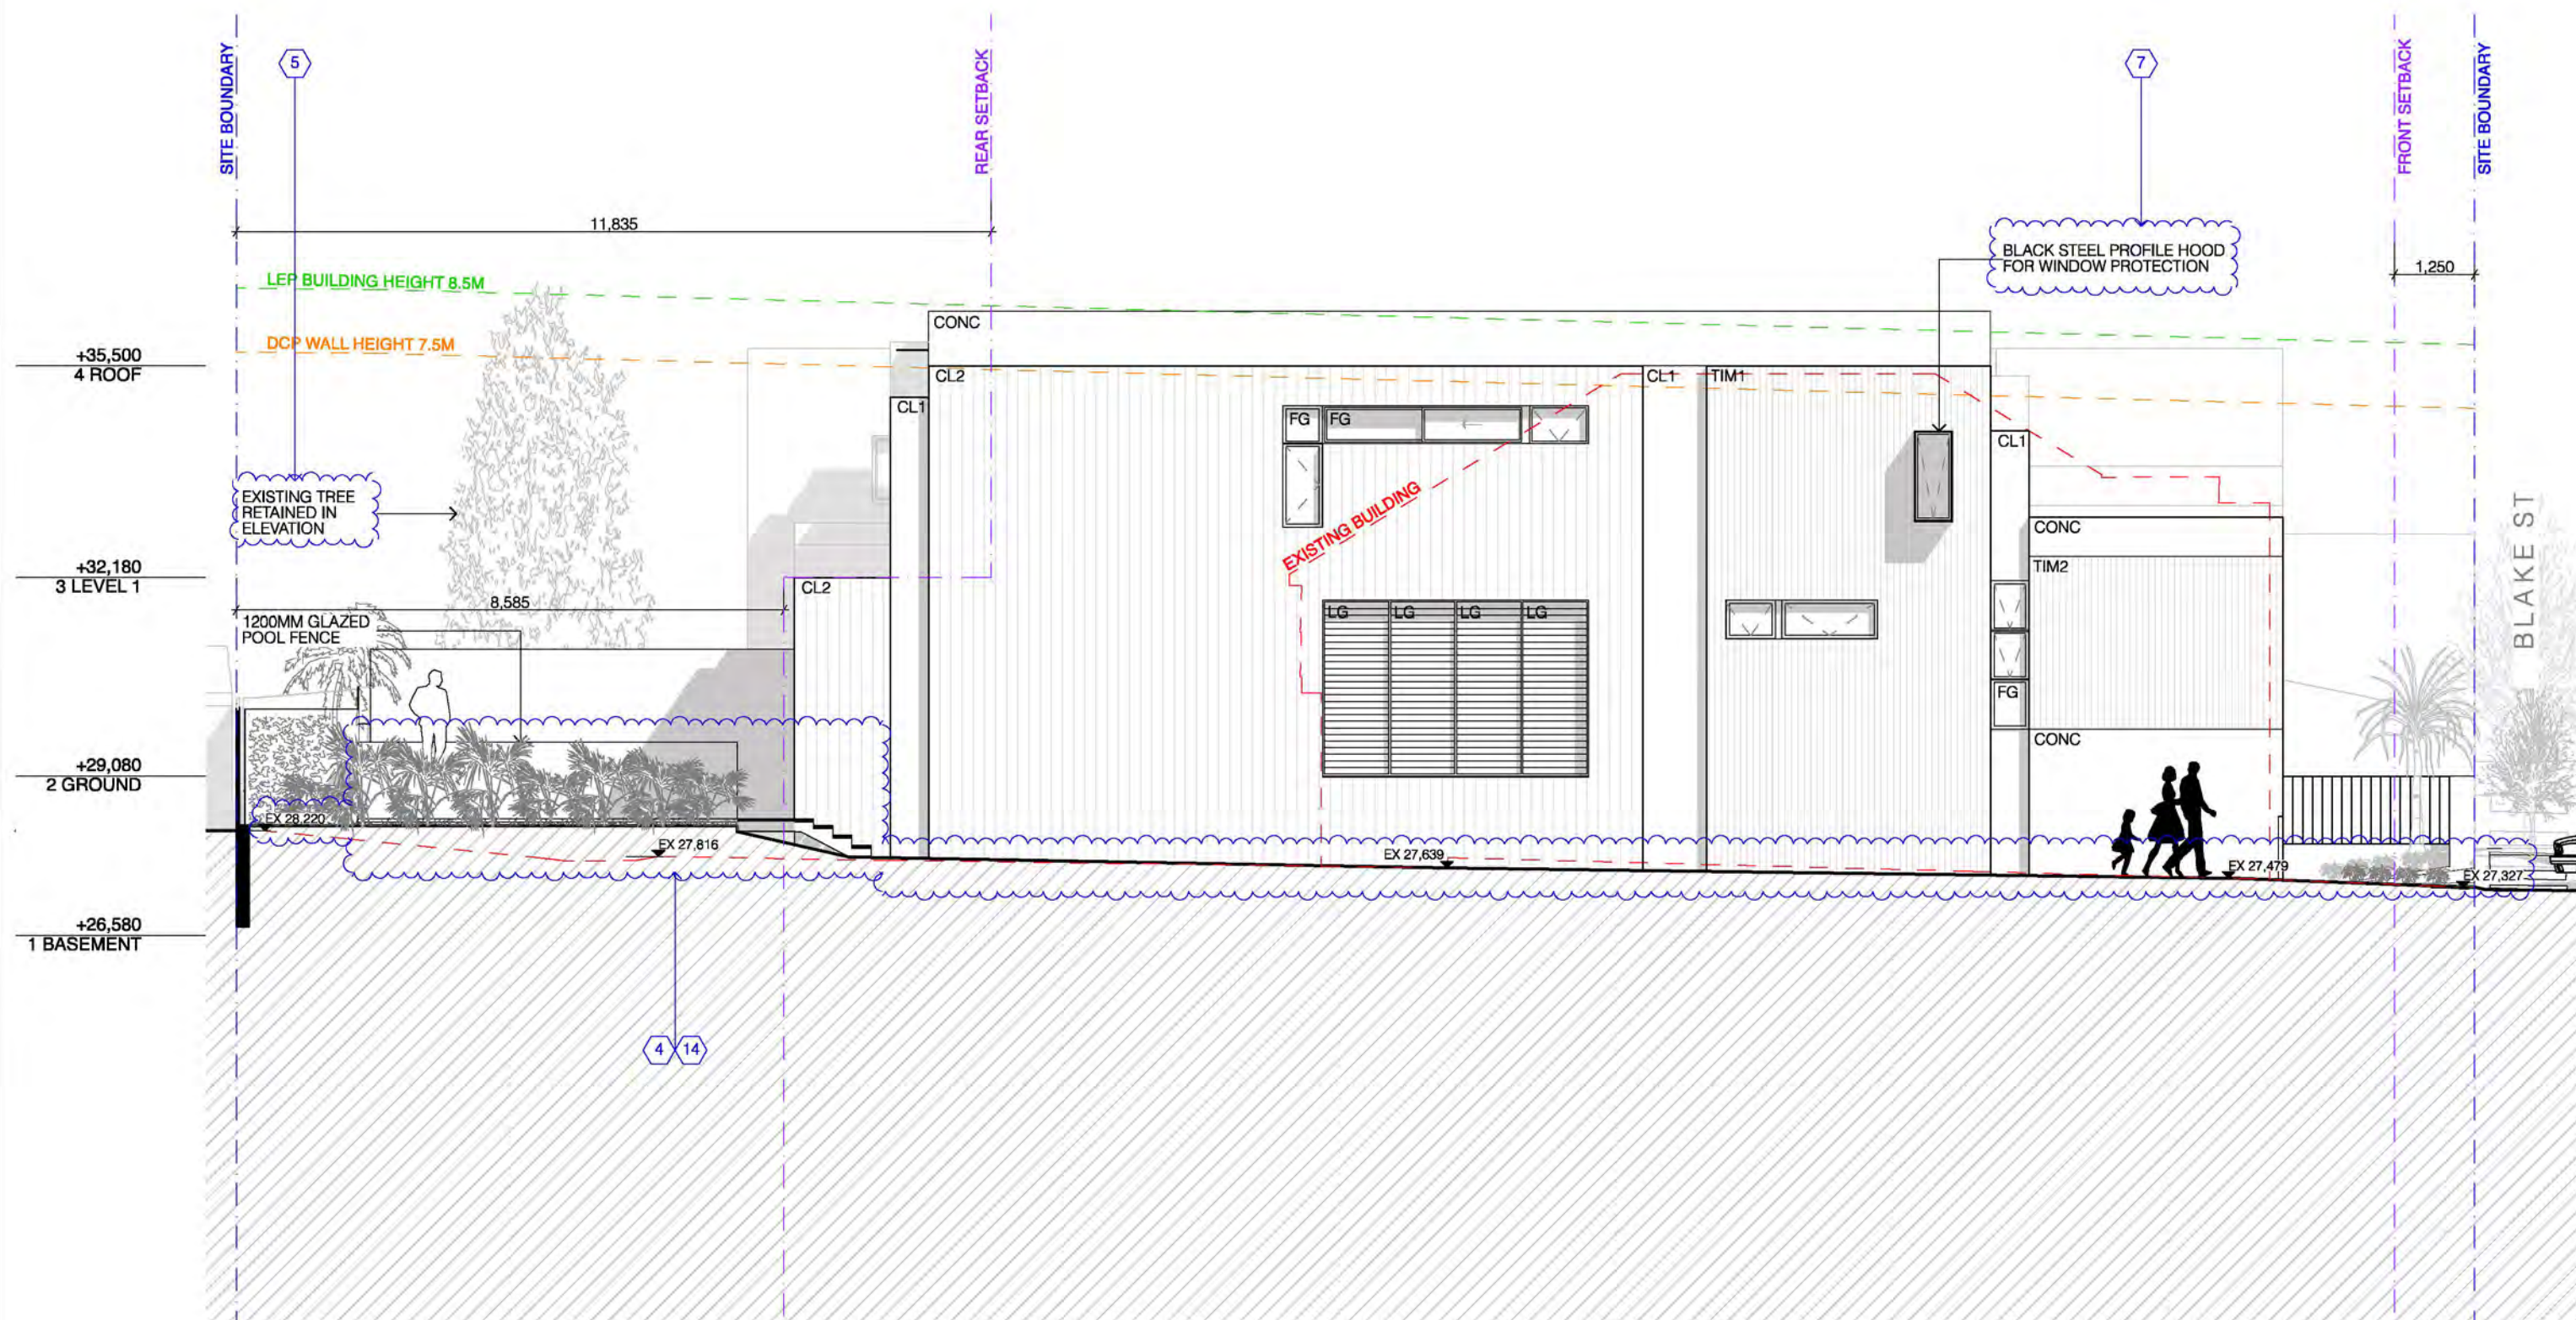 SITE BOUNDARY
5
REAR SETBACK
7
FRONT SETBACK
SITE BOUNDARY
11,835
BLACK STEEL PROFILE HOOD
FOR WINDOW PROTECTION
1,250
LEP BUILDING HEIGHT 8.5M
CONC
DCP WALL HEIGHT 7.5M
+35,500
4 ROOF
CL2
CL1
TIM1
CL1
FG
FG
CL1
EXISTING TREE
RETAINED IN
ELEVATION
EXISTING BUILDING
CONC
BLAKE ST
+32,180
3 LEVEL 1
CL2
TIM2
8,585
1200MM GLAZED
POOL FENCE
LG
LG
LG
LG
FG
CONC
+29,080
2 GROUND
EX 28,220
EX 27,816
EX 27,639
EX 27,479
EX 27,327
+26,580
1 BASEMENT
4
14